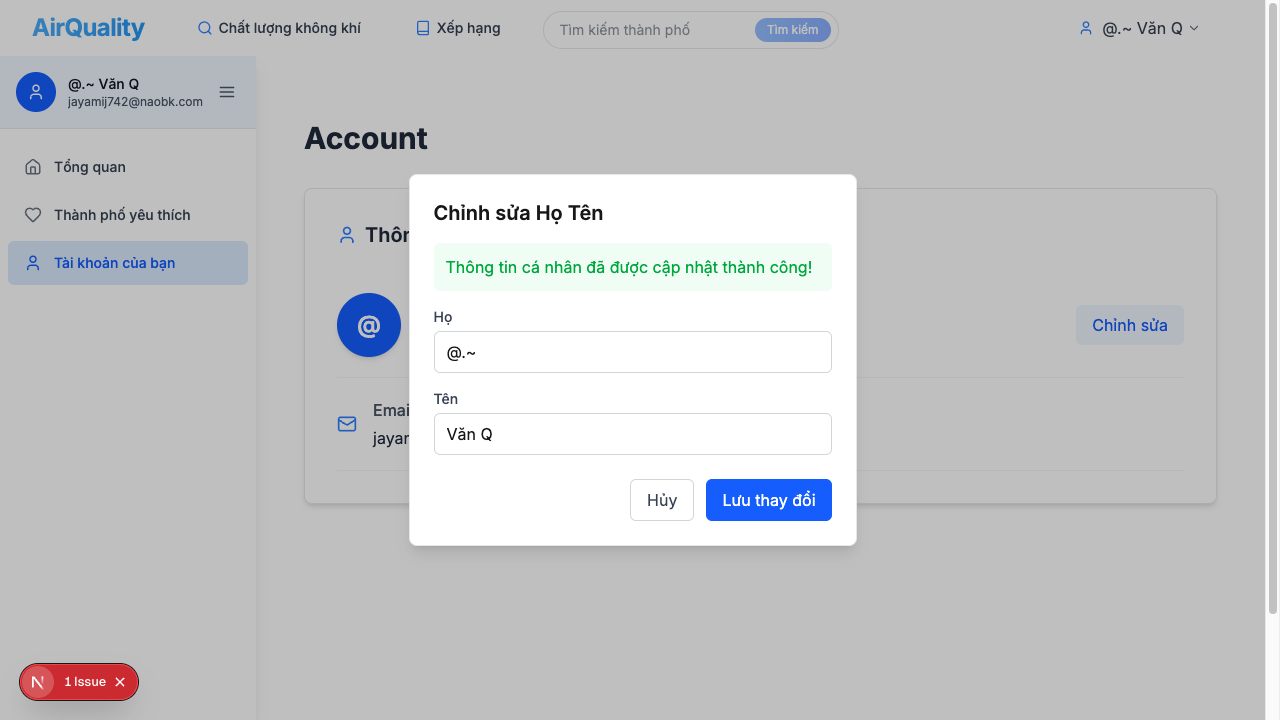 AirQuality
Chất lượng không khí
Xếp hạng
Tìm kiếm thành phố
Tìm kiếm
@.~ Văn Q
@.~ Văn Q
jayamij742@naobk.com
Tổng quan
Thành phố yêu thích
Tài khoản của bạn
Account
Thôn
@
Chỉnh sửa
Emai
jayar
Chỉnh sửa Họ Tên
Thông tin cá nhân đã được cập nhật thành công!
Họ
@.~
Tên
Văn Q
Hủy
Lưu thay đổi
N
1 Issue